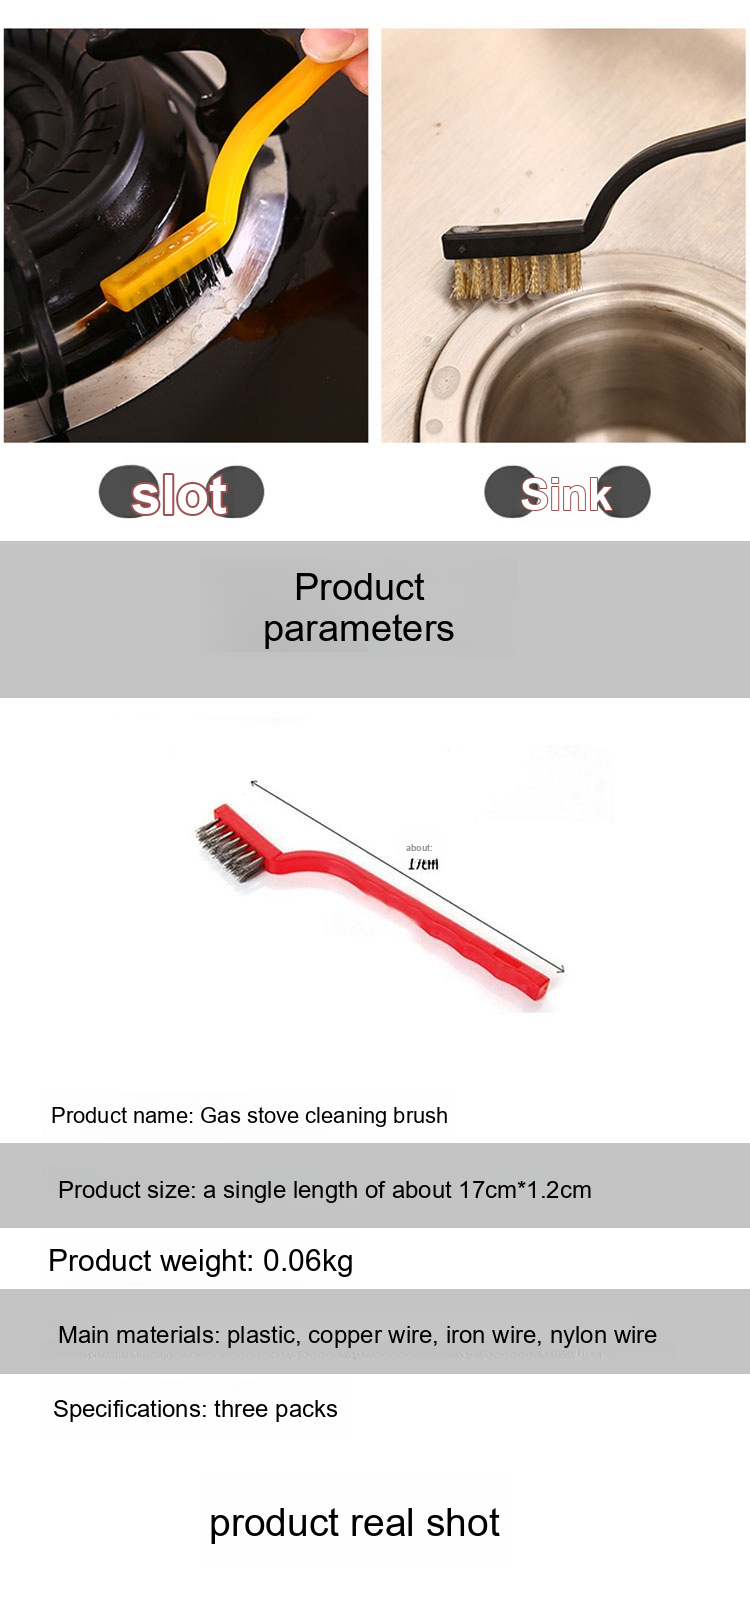 slot
Sink
Product
parameters
about:
17cm
Product name: Gas stove cleaning brush
Product size: a single length of about 17cm*1.2cm
Product weight: 0.06kg
Main materials: plastic, copper wire, iron wire, nylon wire
Specifications: three packs
product real shot